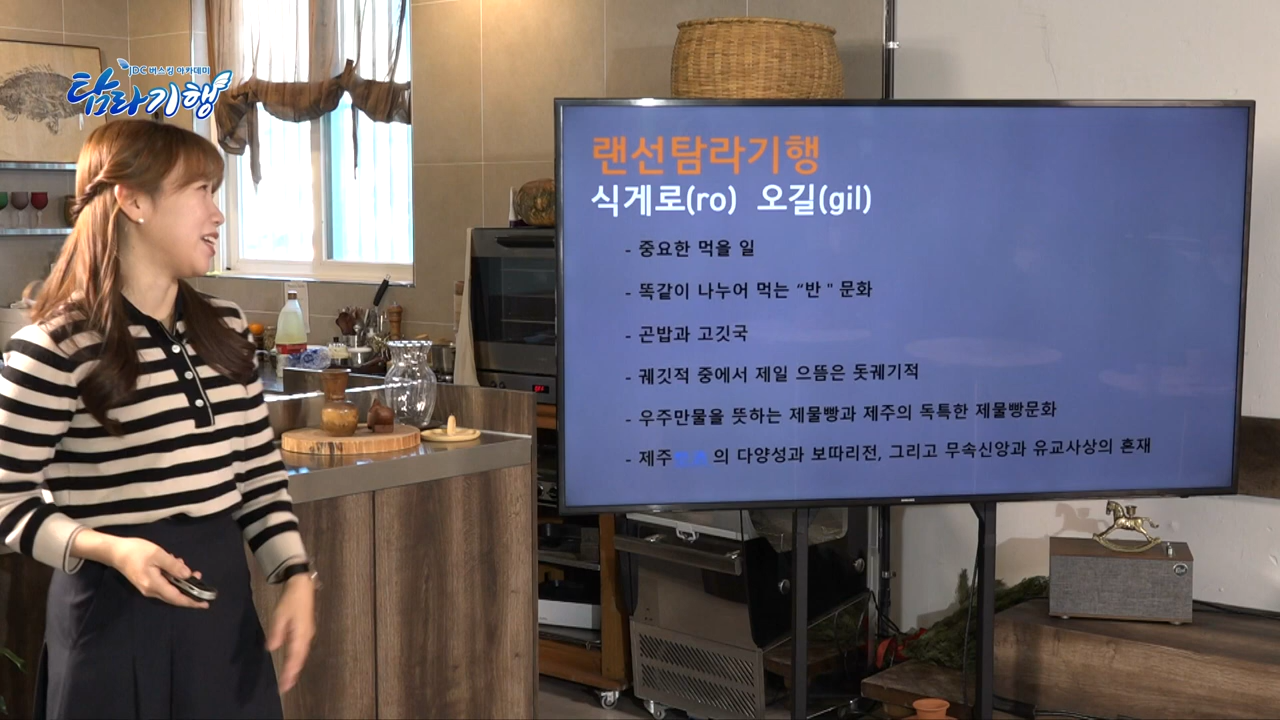 JDC 버스킹 아카데미
탐라기행
랜선탐라기행
식게로(ro) 오길(gil)
- 중요한 먹을 일
- 똑같이 나누어 먹는 “반 " 문화
- 곤밥과 고깃국
- 궤깃적 중에서 제일 으뜸은 돗궤기적
- 우주만물을 뜻하는 제물빵과 제주의 독특한 제물빵문화
- 제주 의 다양성과 보따리전, 그리고 무속신앙과 유교사상의 혼재